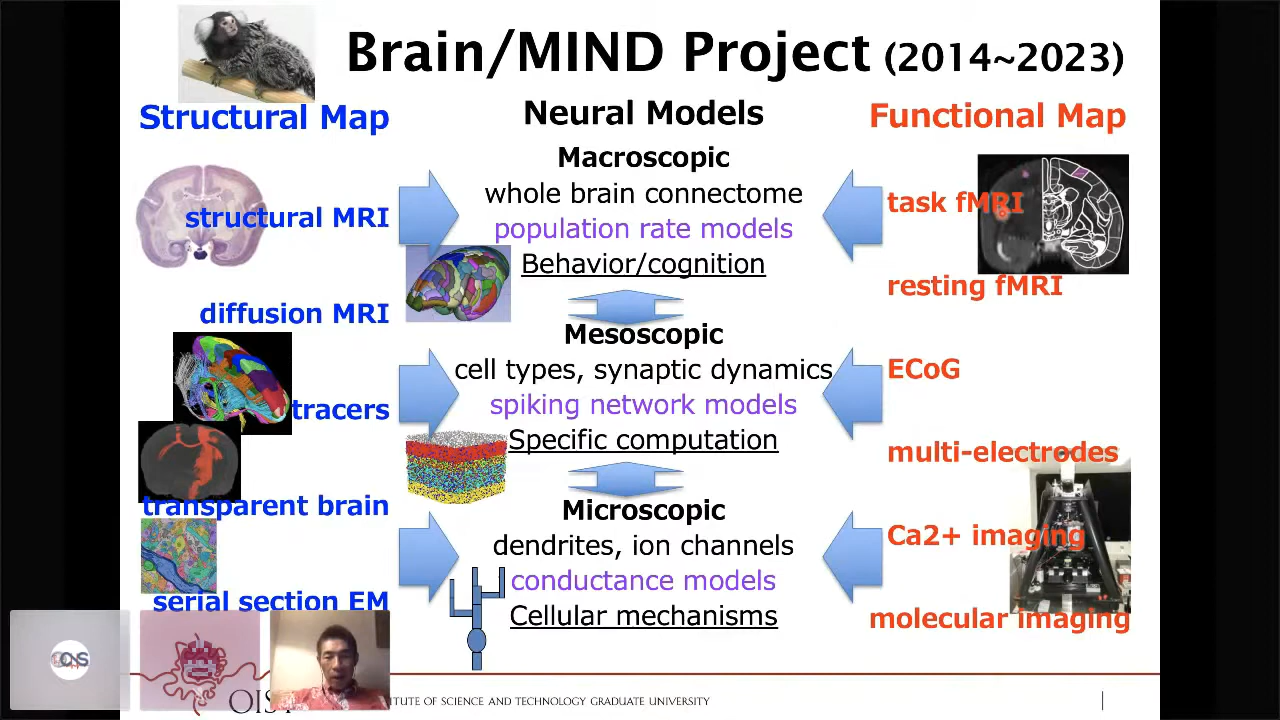 Brain/MIND Project (2014~2023)
Structural Map
structural MRI
diffusion MRI
tracers
transparent brain
serial section EM
Neural Models
Macroscopic
whole brain connectome
population rate models
Behavior/cognition
Mesoscopic
cell types, synaptic dynamics
spiking network models
Specific computation
Microscopic
dendrites, ion channels
conductance models
Cellular mechanisms
Functional Map
task fMRI
resting fMRI
ECoG
multi-electrodes
Ca2+ imaging
molecular imaging
OIS
ITUTE OF SCIENCE AND TECHNOLOGY GRADUATE UNIVERSITY